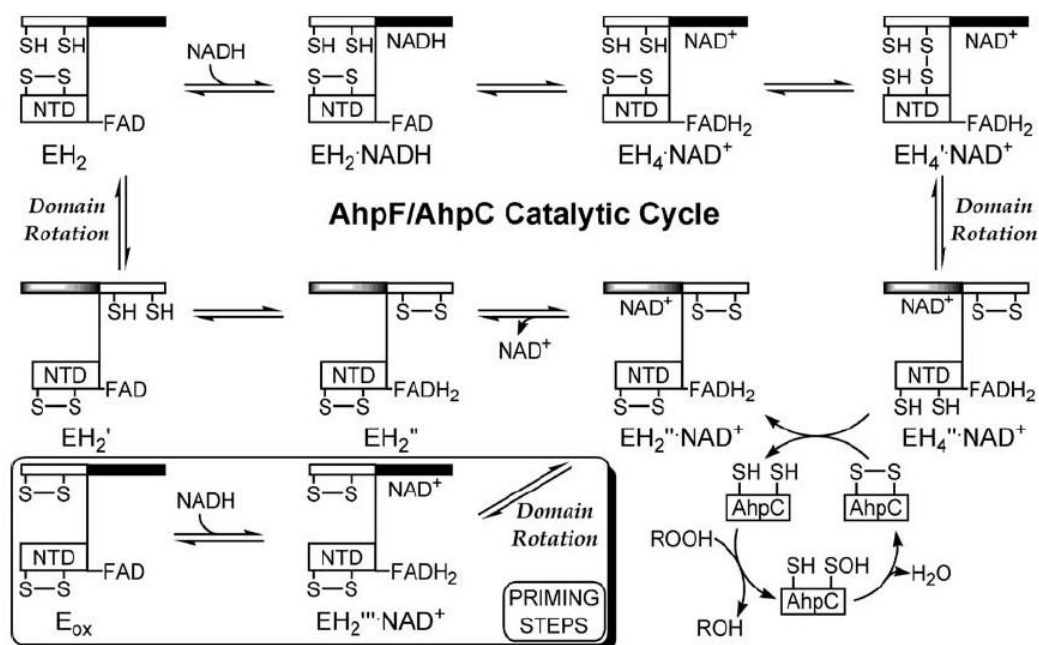 SH SH NADH SH SH NADH SH SH NAD⁺ SH S NAD⁺
S—S S—S S—S SH S
NTD NTD NTD NTD
FAD FAD FADH₂ FADH₂
EH₂ EH₂·NADH EH₄·NAD⁺ EH₄'·NAD⁺
Domain Rotation
AhpF/AhpC Catalytic Cycle
Domain Rotation
SH SH S—S NAD⁺ S—S NAD⁺ S—S
NAD⁺
NTD NTD NTD NTD
FAD FADH₂ FADH₂ FADH₂
S—S S—S S—S SH SH
EH₂' EH₂'' EH₂''·NAD⁺ EH₄''·NAD⁺
S—S NADH S—S NAD⁺
Domain Rotation
NTD NTD
FAD FADH₂
S—S S—S
Eox EH₂'''·NAD⁺
PRIMING
STEPS
SH SH S—S
AhpC AhpC
ROOH SH SOH H₂O
AhpC
ROH